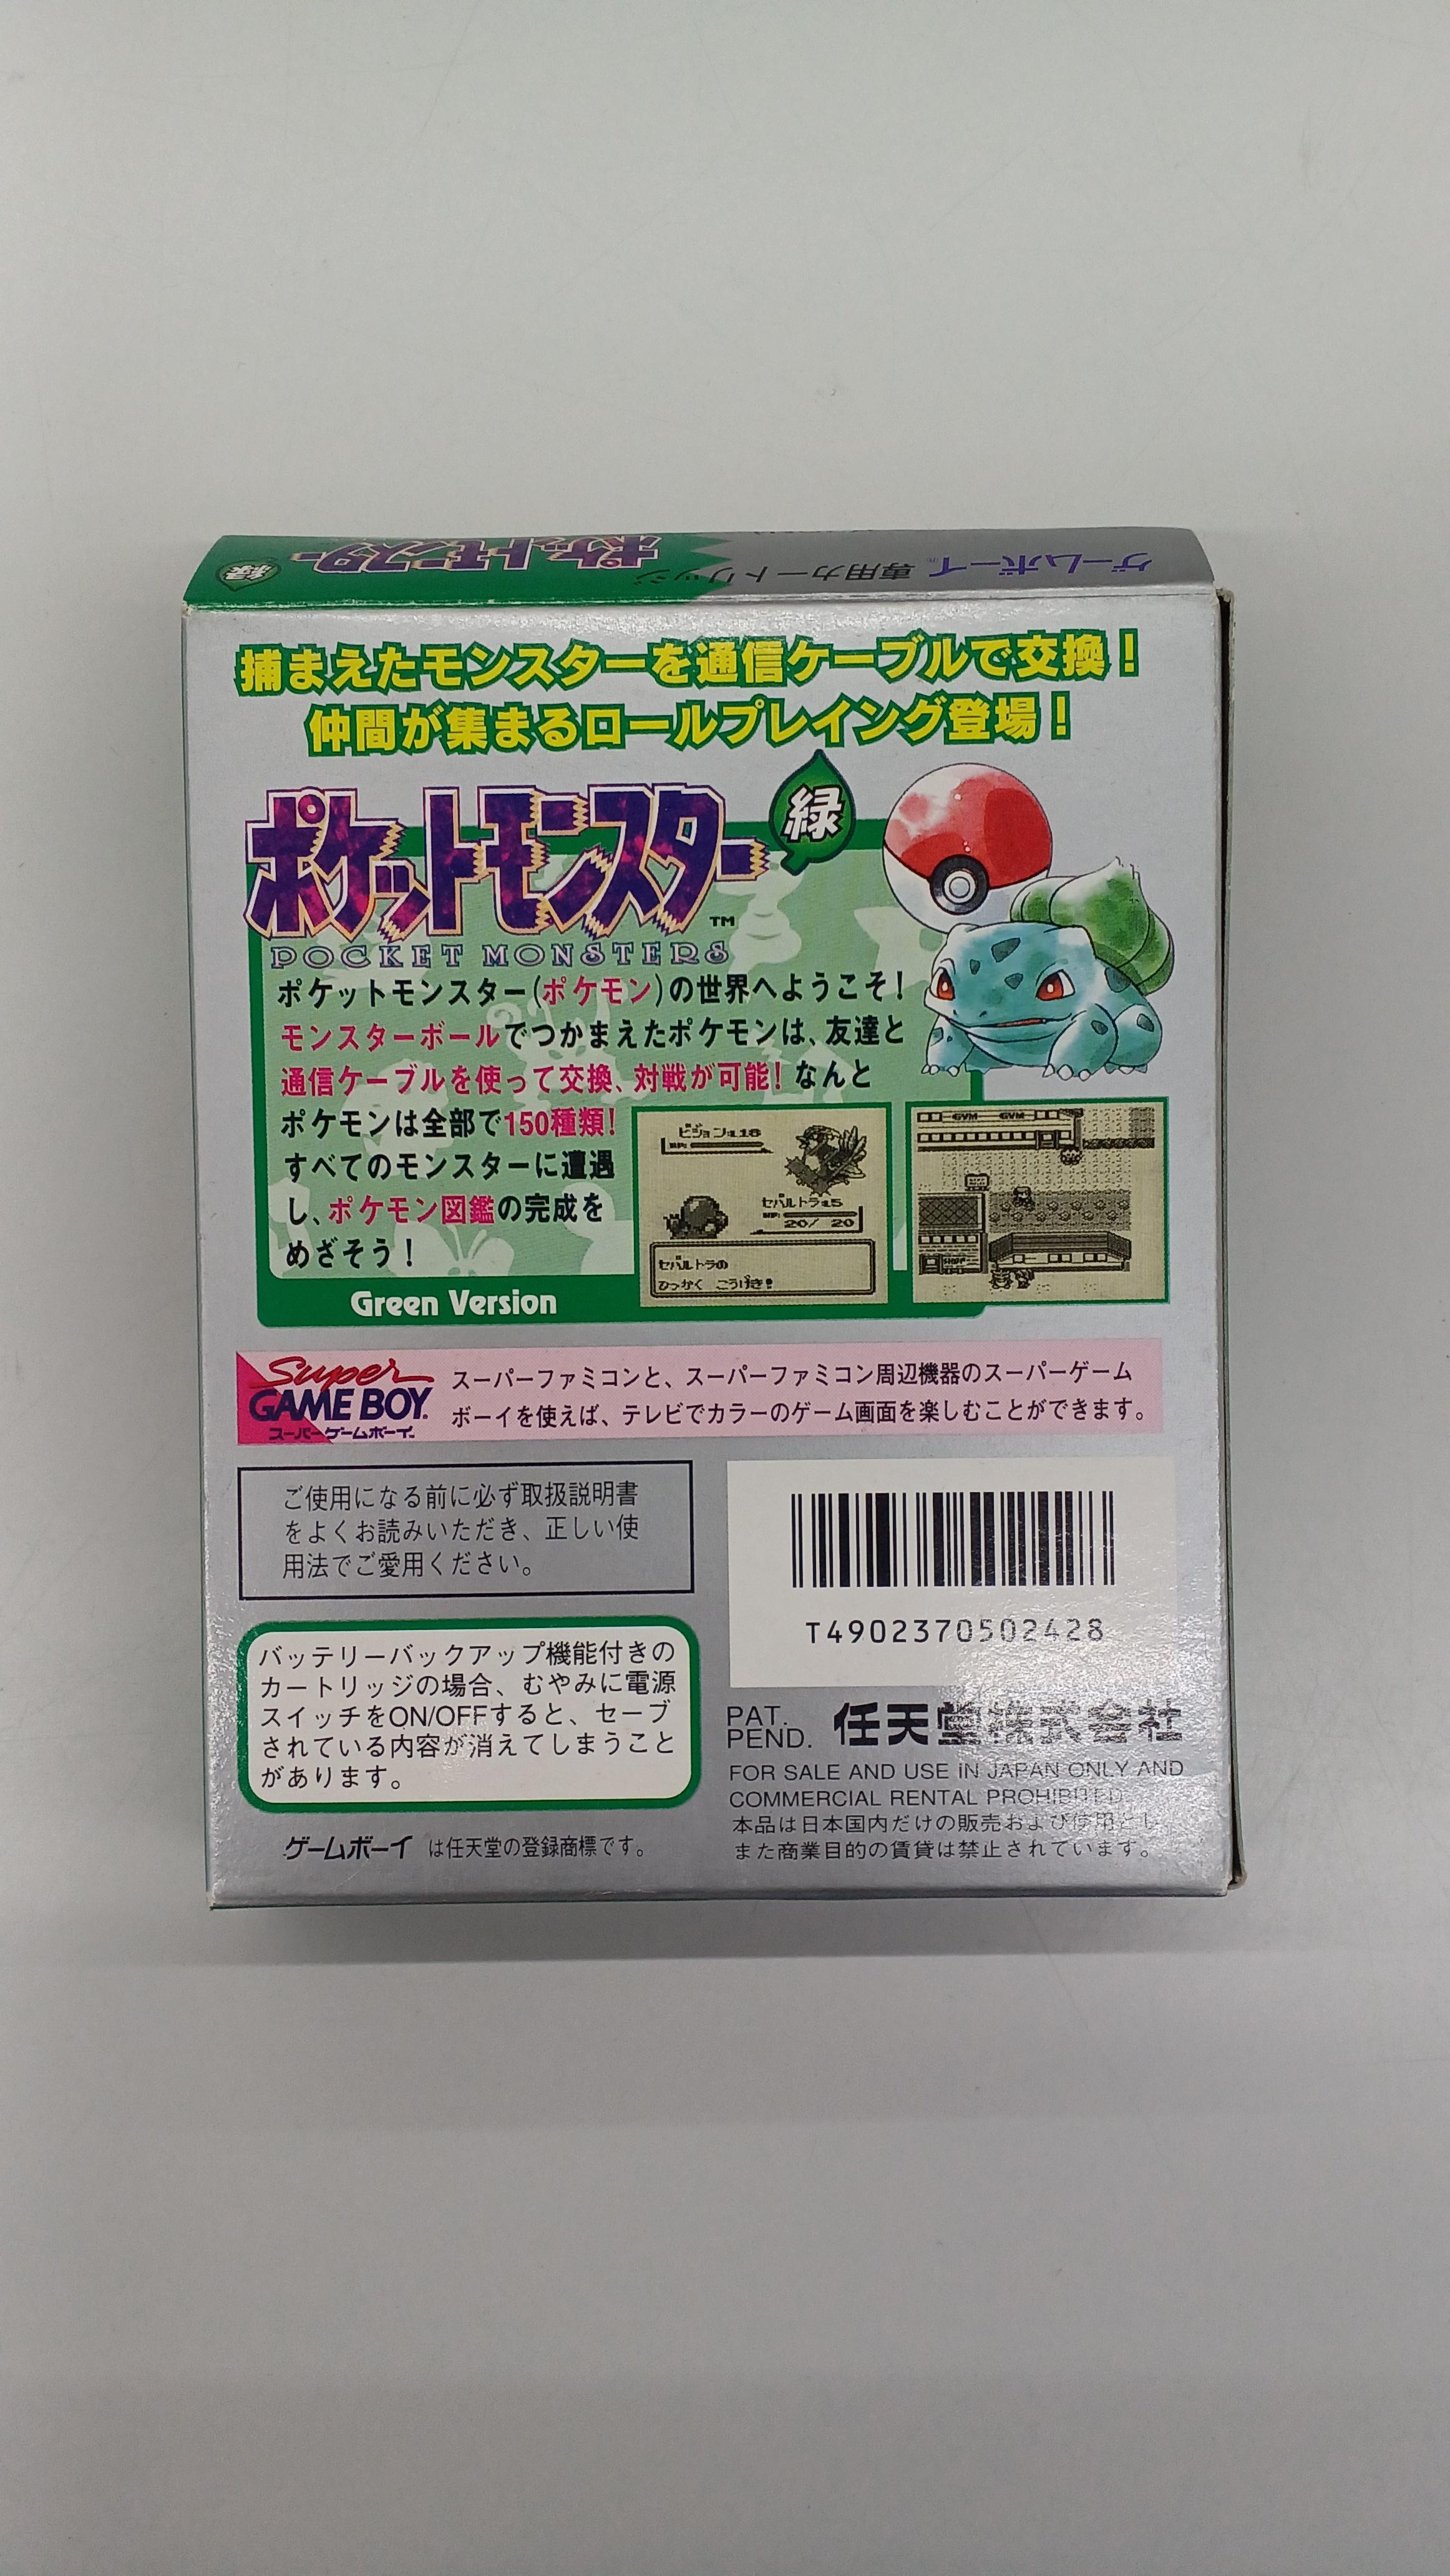 ゲームボーイ 専用カートリッジ
ポケットモンスター
緑
捕まえたモンスターを通信ケーブルで交換！
仲間が集まるロールプレイング登場！
ポケットモンスター 緑
TM
POCKET MONSTERS
ポケットモンスター(ポケモン)の世界へようこそ！
モンスターボールでつかまえたポケモンは、友達と
通信ケーブルを使って交換、対戦が可能！なんと
ポケモンは全部で150種類！
すべてのモンスターに遭遇
し、ポケモン図鑑の完成を
めざそう！
Green Version
ピジョン:L18
HP:
セパルトラ:L5
HP:
20/ 20
セパルトラの
ひっかく こうげき！
GYM GYM
SHOP
Super
GAME BOY
スーパーゲームボーイ
スーパーファミコンと、スーパーファミコン周辺機器のスーパーゲーム
ボーイを使えば、テレビでカラーのゲーム画面を楽しむことができます。
ご使用になる前に必ず取扱説明書
をよくお読みいただき、正しい使
用法でご愛用ください。
T4902370502428
バッテリーバックアップ機能付きの
カートリッジの場合、むやみに電源
スイッチをON/OFFすると、セーブ
されている内容が消えてしまうこと
があります。
ゲームボーイ は任天堂の登録商標です。
PAT.
PEND. 任天堂株式会社
FOR SALE AND USE IN JAPAN ONLY AND
COMMERCIAL RENTAL PROHIBITED.
本品は日本国内だけの販売および使用とし、
また商業目的の賃貸は禁止されています。